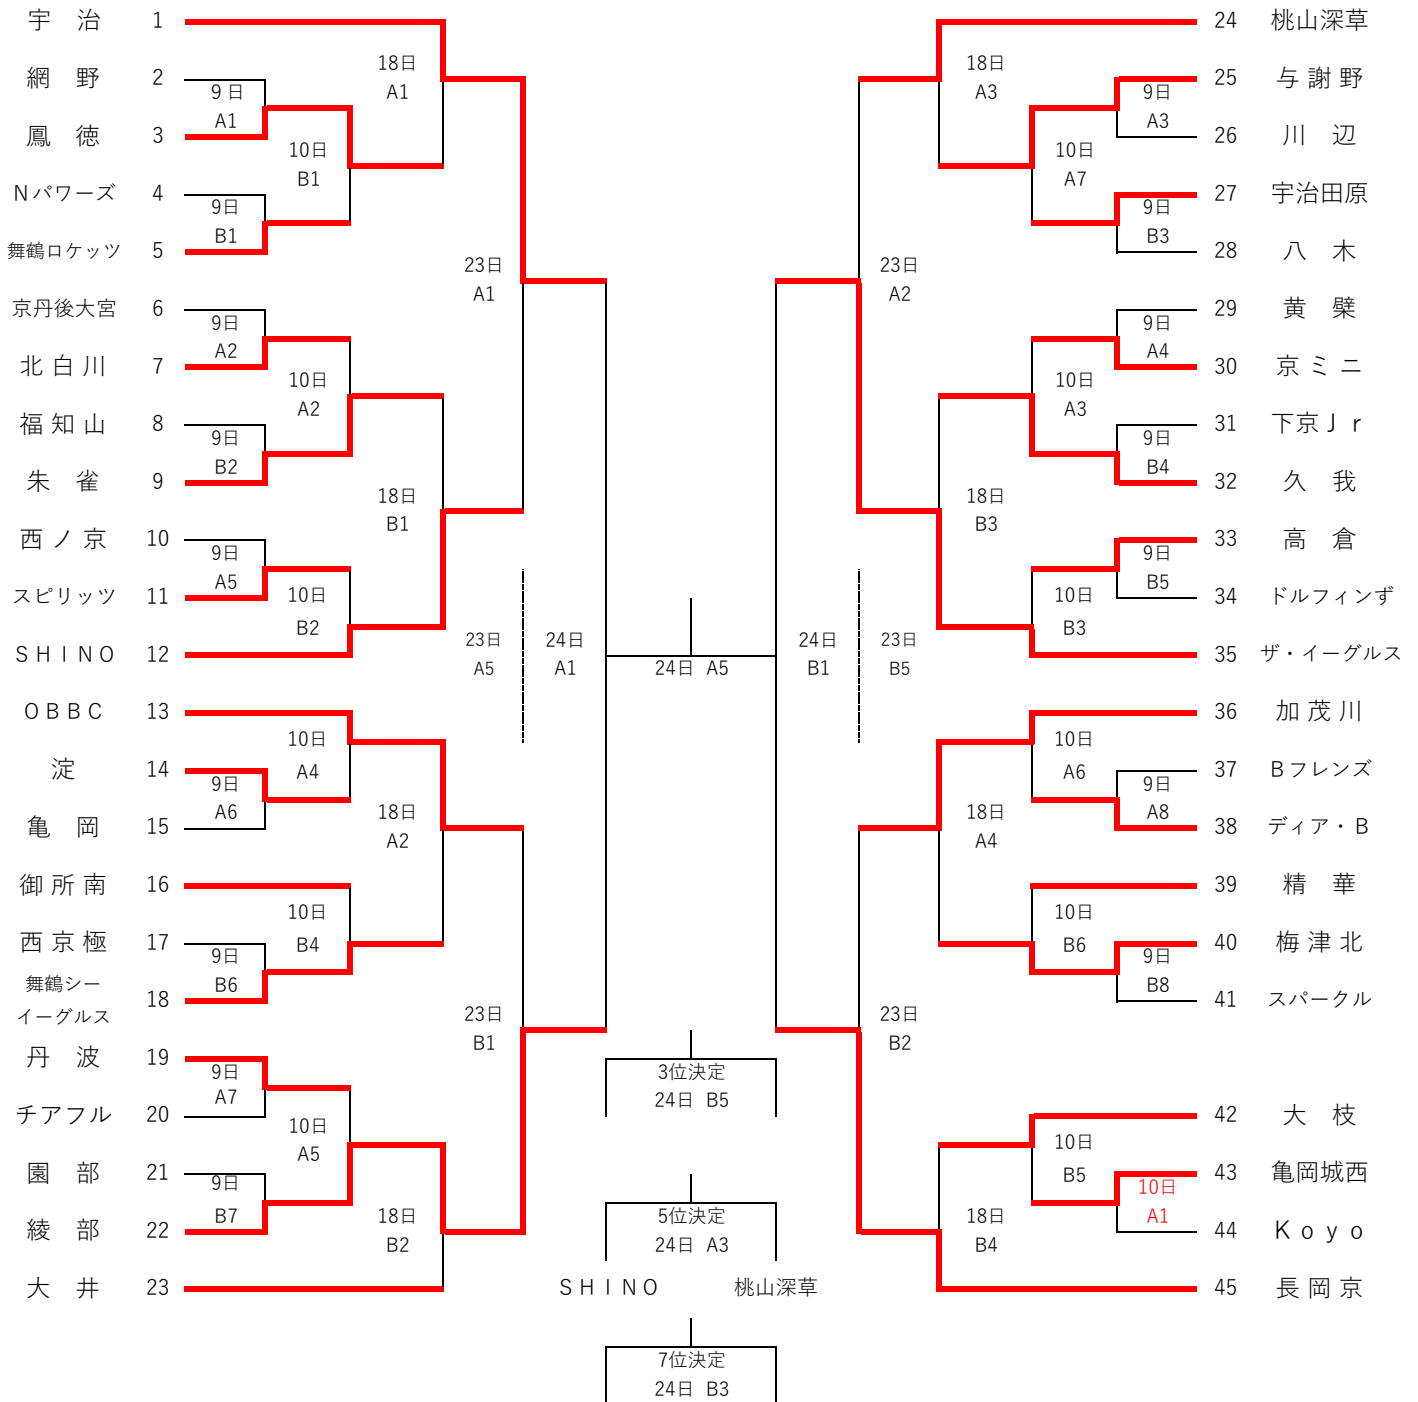 宇　治 1
網　野 2
鳳　徳 3
Nパワーズ 4
舞鶴ロケッツ 5
京丹後大宮 6
北 白 川 7
福 知 山 8
朱　雀 9
西 ノ 京 10
スピリッツ 11
ＳＨＩＮＯ 12
ＯＢＢＣ 13
淀 14
亀　岡 15
御 所 南 16
西 京 極 17
舞鶴シー
イーグルス 18
丹　波 19
チアフル 20
園　部 21
綾　部 22
大　井 23
9 日
A1
9日
B1
9日
A2
9日
B2
9日
A5
9日
A6
9日
B6
9日
A7
9日
B7
10日
B1
10日
A2
10日
B2
10日
A4
10日
B4
10日
A5
18日
A1
18日
B1
18日
A2
18日
B2
23日
A1
23日
A5
23日
B1
24日
A1
24日 A5
3位決定
24日 B5
5位決定
24日 A3
ＳＨＩＮＯ 桃山深草
7位決定
24日 B3
24日
B1
23日
A2
23日
B5
23日
B2
18日
A3
18日
B3
18日
A4
18日
B4
10日
A7
10日
A3
10日
B3
10日
A6
10日
B6
10日
B5
9日
A3
9日
B3
9日
A4
9日
B4
9日
B5
9日
A8
9日
B8
10日
A1
24 桃山深草
25 与 謝 野
26 川　辺
27 宇治田原
28 八　木
29 黄　檗
30 京 ミ ニ
31 下京Ｊｒ
32 久　我
33 高　倉
34 ドルフィンず
35 ザ・イーグルス
36 加 茂 川
37 Bフレンズ
38 ディア・B
39 精　華
40 梅 津 北
41 スパークル
42 大　枝
43 亀岡城西
44 Ｋｏｙｏ
45 長 岡 京